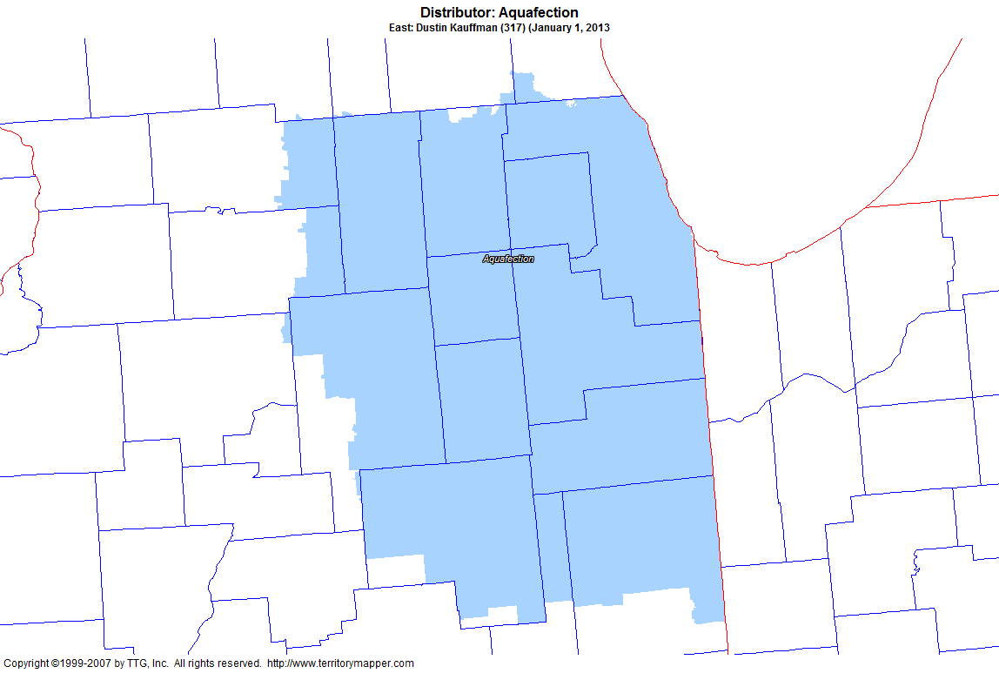 Distributor: Aquafection
East: Dustin Kauffman (317) (January 1, 2013
Aquafection
Copyright ©1999-2007 by TTG, Inc.  All rights reserved.  http://www.territorymapper.com